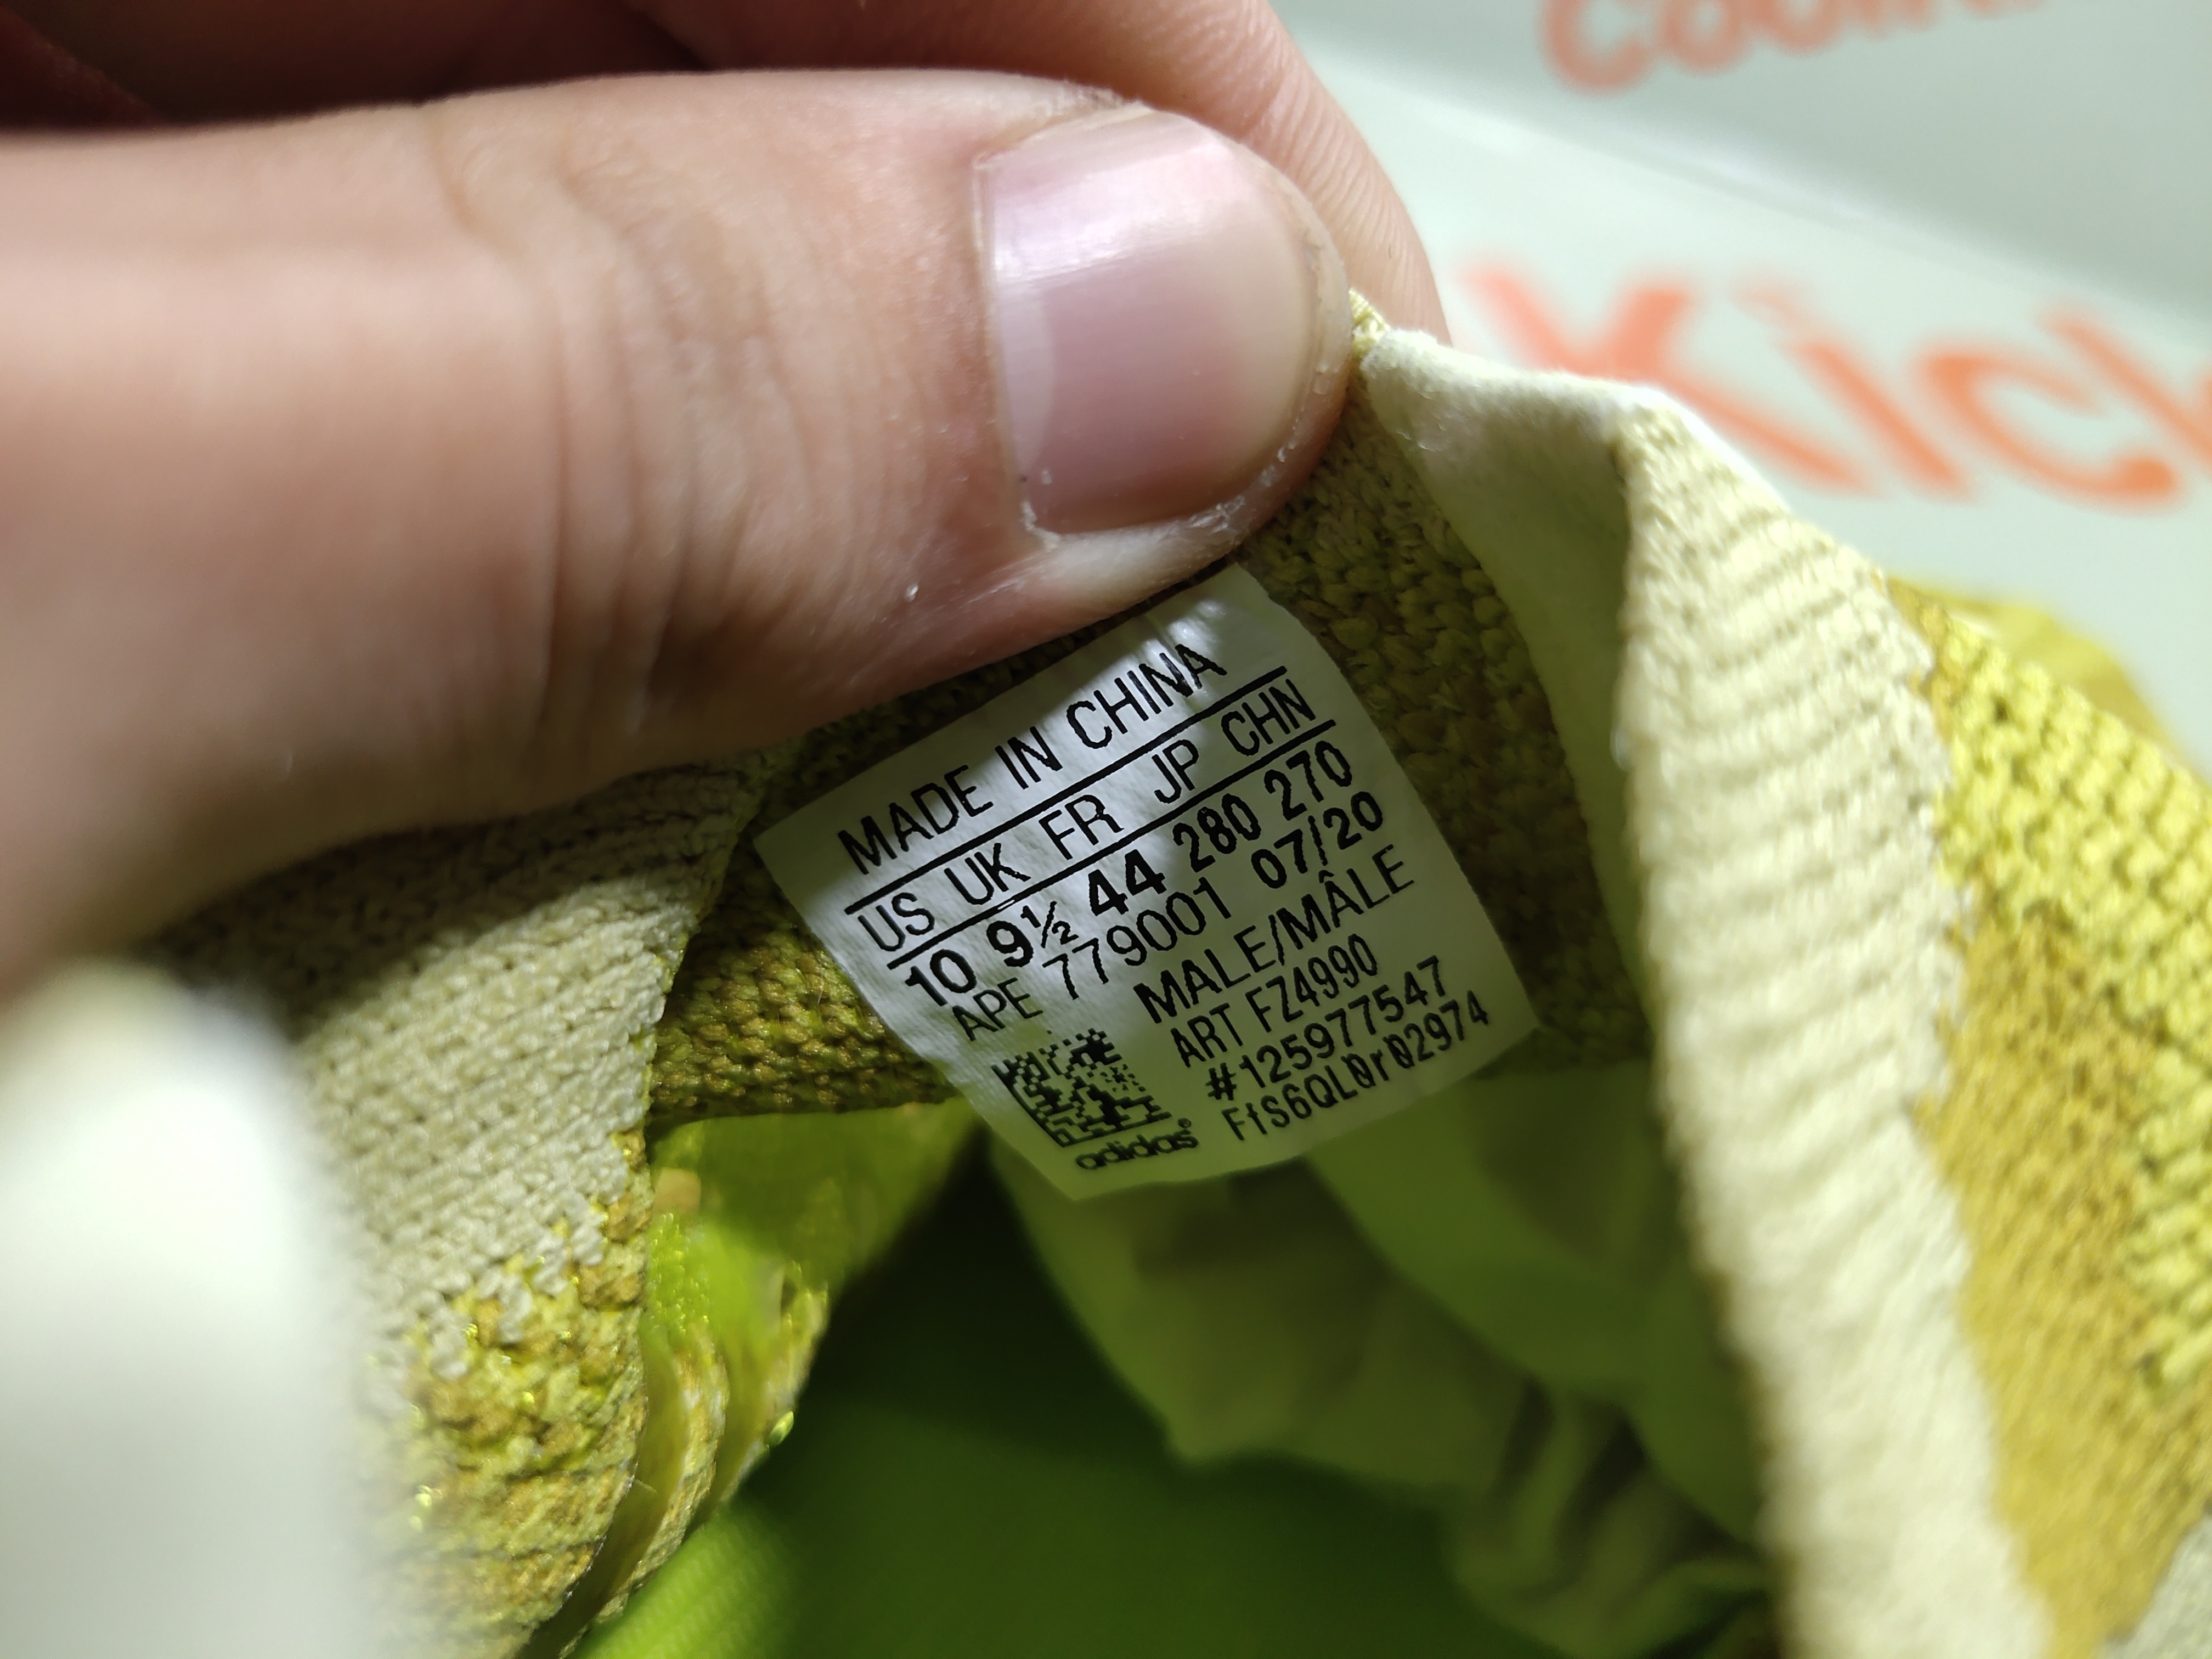 MADE IN CHINA
US UK FR JP CHN
10 9½ 44 280 270
APE 779001 07/20
MALE/MÂLE
ART FZ4990
#125977547
FfS6QL0r02974
adidas®